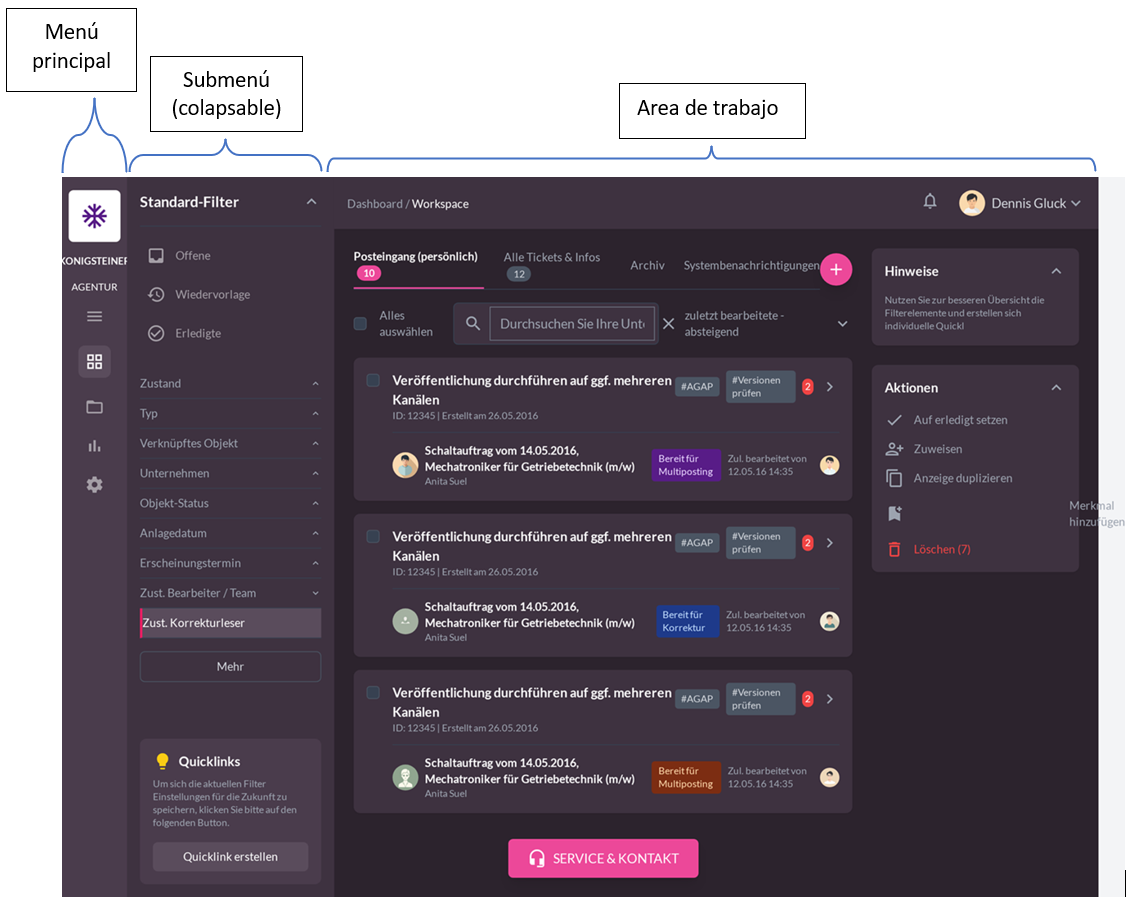 Menú
principal
Submenú
(colapsable)
Area de trabajo
KÖNIGSTEINER
AGENTUR
Standard-Filter
Offene
Wiedervorlage
Erledigte
Zustand
Typ
Verknüpftes Objekt
Unternehmen
Objekt-Status
Anlagedatum
Erscheinungstermin
Zust. Bearbeiter / Team
Zust. Korrekturleser
Mehr
Quicklinks
Um sich die aktuellen Filter
Einstellungen für die Zukunft zu
speichern, klicken Sie bitte auf den
folgenden Button.
Quicklink erstellen
Dashboard / Workspace
Dennis Gluck
Posteingang (persönlich)
10
Alle Tickets & Infos
12
Archiv
Systembenachrichtigungen
Alles
auswählen
Durchsuchen Sie Ihre Unt
zuletzt bearbeitete -
absteigend
Veröffentlichung durchführen auf ggf. mehreren
Kanälen
#AGAP
#Versionen
prüfen
2
ID: 12345 | Erstellt am 26.05.2016
Schaltauftrag vom 14.05.2016,
Mechatroniker für Getriebetechnik (m/w)
Anita Suel
Bereit für
Multiposting
Zul. bearbeitet von
12.05.16 14:35
Veröffentlichung durchführen auf ggf. mehreren
Kanälen
#AGAP
#Versionen
prüfen
2
ID: 12345 | Erstellt am 26.05.2016
Schaltauftrag vom 14.05.2016,
Mechatroniker für Getriebetechnik (m/w)
Anita Suel
Bereit für
Korrektur
Zul. bearbeitet von
12.05.16 14:35
Veröffentlichung durchführen auf ggf. mehreren
Kanälen
#AGAP
#Versionen
prüfen
2
ID: 12345 | Erstellt am 26.05.2016
Schaltauftrag vom 14.05.2016,
Mechatroniker für Getriebetechnik (m/w)
Anita Suel
Bereit für
Multiposting
Zul. bearbeitet von
12.05.16 14:35
SERVICE & KONTAKT
Hinweise
Nutzen Sie zur besseren Übersicht die
Filterelemente und erstellen sich
individuelle Quickl
Aktionen
Auf erledigt setzen
Zuweisen
Anzeige duplizieren
Merkmal
hinzufügen
Löschen (7)